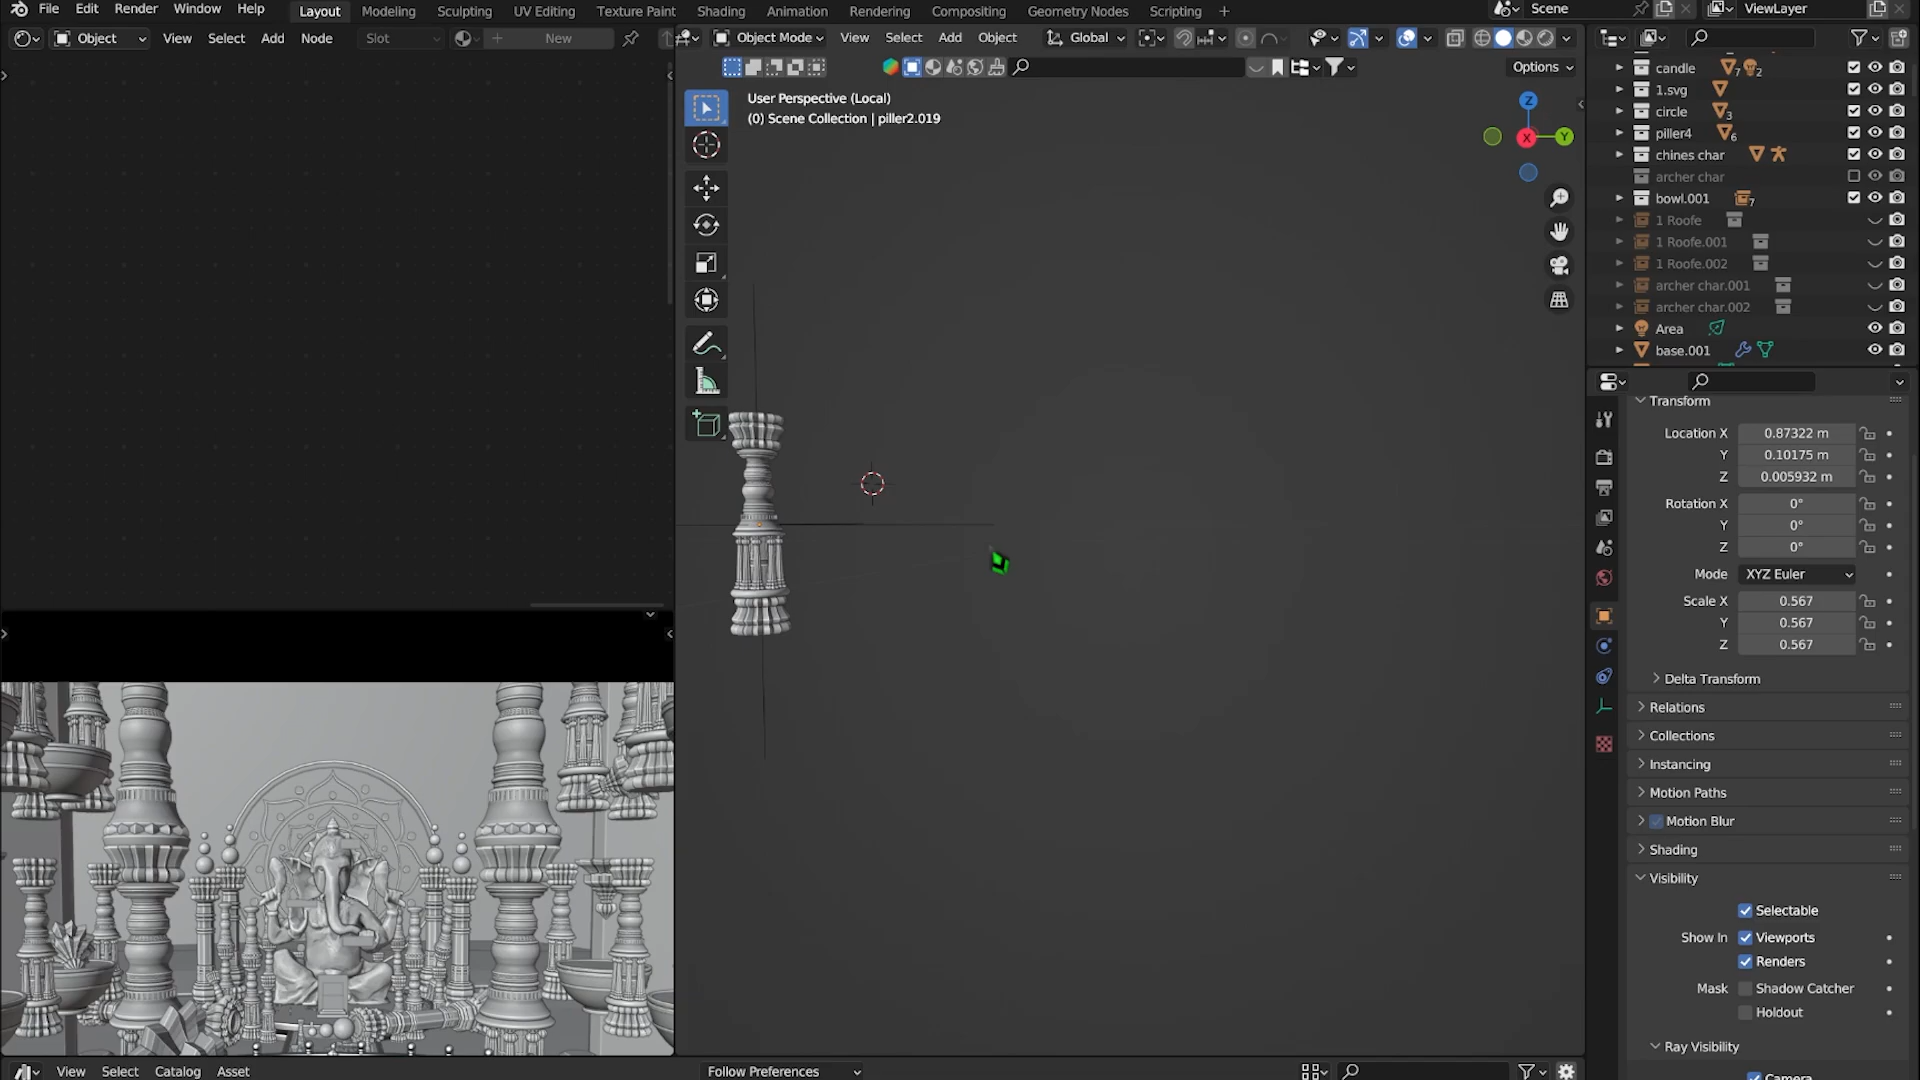 File Edit Render Window Help Layout Modeling Sculpting UV Editing Texture Paint Shading Animation Rendering Compositing Geometry Nodes Scripting + Scene ViewLayer
Object View Select Add Node Slot New Object Mode View Select Add Object Global
Options
User Perspective (Local)
(0) Scene Collection | piller2.019
Z
X
Y
candle 7 2
1.svg
circle 3
piller4 6
chines char
archer char
bowl.001 7
1 Roofe
1 Roofe.001
1 Roofe.002
archer char.001
archer char.002
Area
base.001
Transform
Location X 0.87322 m
Y 0.10175 m
Z 0.005932 m
Rotation X 0°
Y 0°
Z 0°
Mode XYZ Euler
Scale X 0.567
Y 0.567
Z 0.567
Delta Transform
Relations
Collections
Instancing
Motion Paths
Motion Blur
Shading
Visibility
Selectable
Show In Viewports
Renders
Mask Shadow Catcher
Holdout
Ray Visibility
Camera
View Select Catalog Asset Follow Preferences